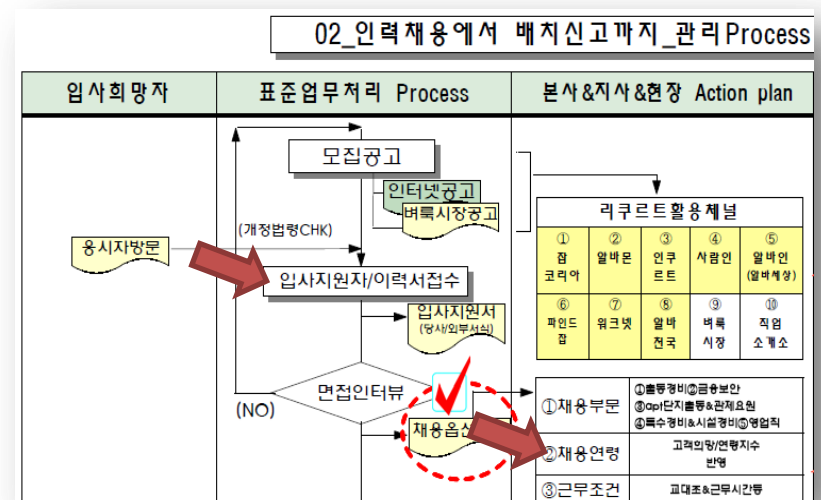 02_인력채용에서 배치신고까지_관리Process
입사희망자
표준업무처리 Process
본사&지사&현장 Action plan
모집공고
인터넷공고
벼룩시장공고
(개정법령CHK)
응시자방문
입사지원자/이력서접수
입사지원서
(당사/외부서식)
면접인터뷰
(NO)
채용옵션
리쿠르트활용체널
① ② ③ ④ ⑤
잡 알바몬 인쿠 사람인 알바인
코리아 르트 (알바세상)
⑥ ⑦ ⑧ ⑨ ⑩
파인드 워크넷 알바 벼룩 직업
잡 전국 시장 소개소
①채용부문
①출동경비②금융보안
③apt단지출동&관제요원
④특수경비&시설경비⑤영업직
②채용연령
고객희망/연령지수
반영
③근무조건
교대조&근무시간등